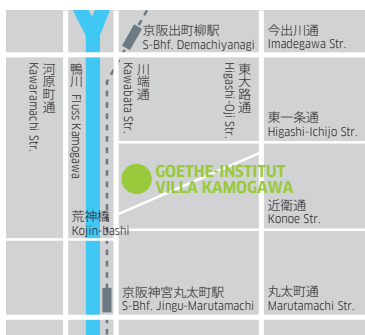 京阪出町柳駅
S-Bhf. Demachiyanagi
今出川通
Imadegawa Str.
河原町通
Kawaramachi Str.
鴨川 Fluss Kamogawa
川端通
Kawabata Str.
東大路通
Higashi-Oji Str.
東一条通
Higashi-Ichijo Str.
GOETHE-INSTITUT
VILLA KAMOGAWA
近衛通
Konoe Str.
荒神橋
Kojin-bashi
京阪神宮丸太町駅
S-Bhf. Jingu-Marutamachi
丸太町通
Marutamachi Str.